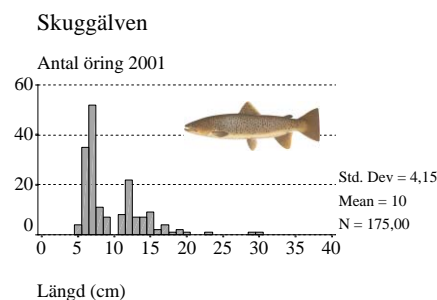 Skuggälven
Antal öring 2001
60
40
20
0
Std. Dev = 4,15
Mean = 10
N = 175,00
0 5 10 15 20 25 30 35 40
Längd (cm)